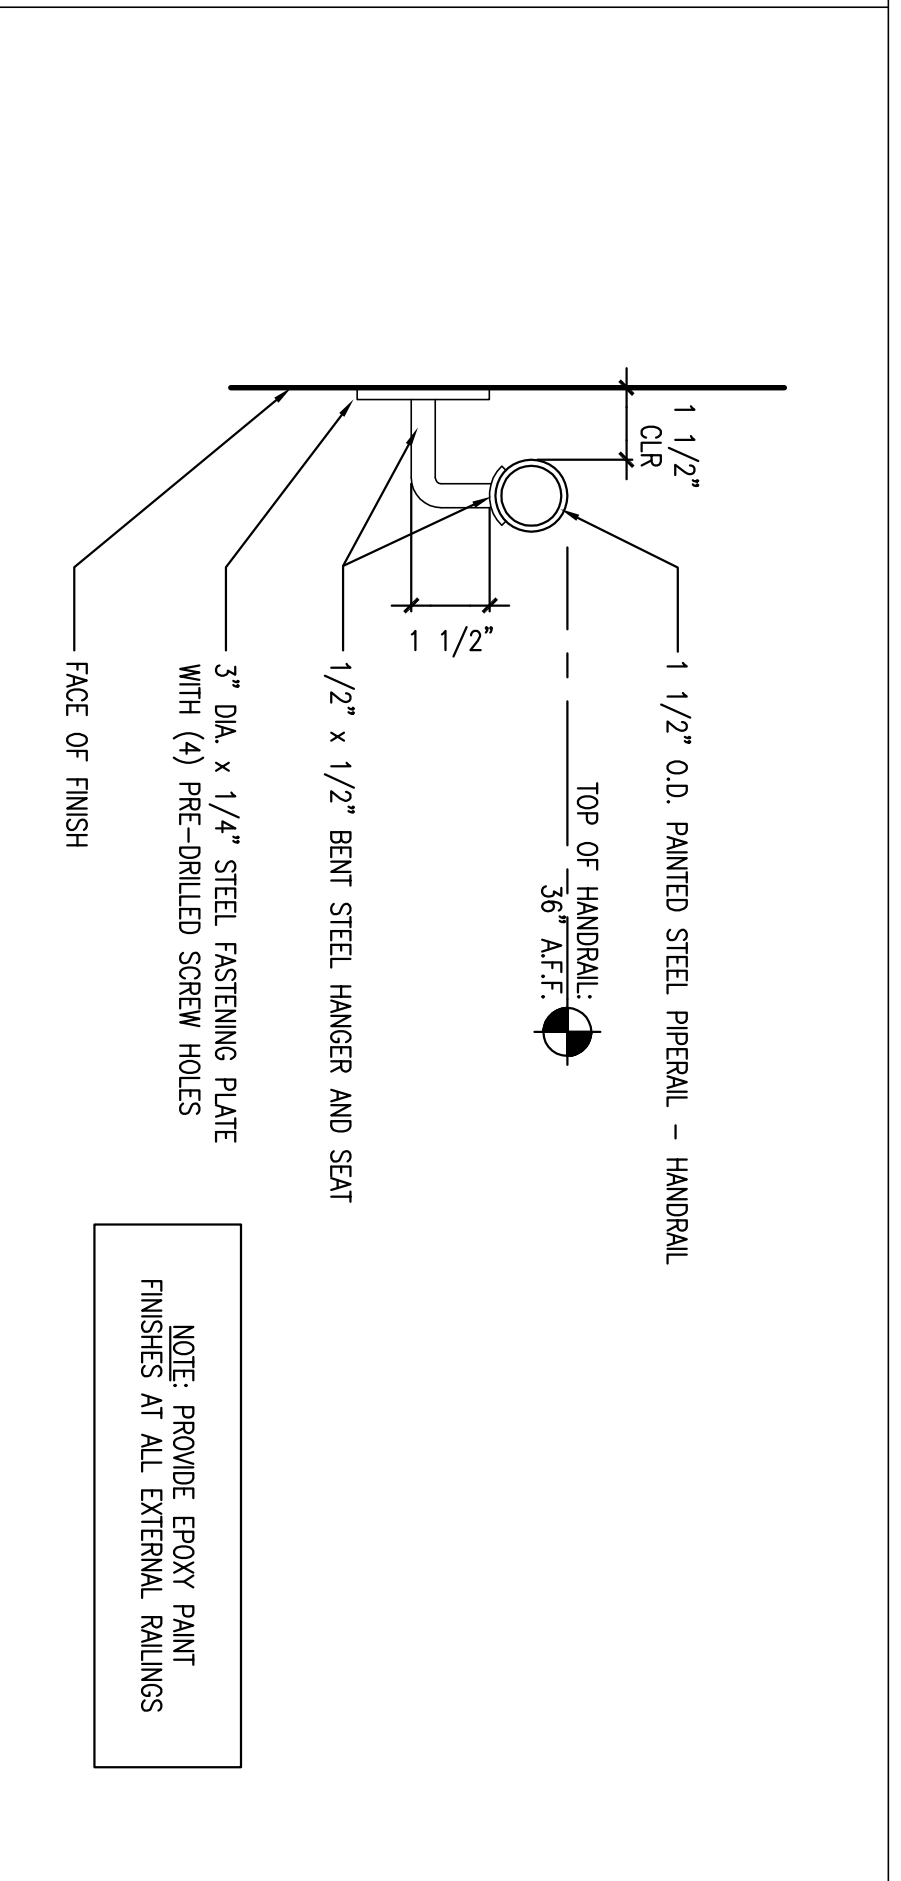 1 1/2"
CLR
1 1/2" O.D. PAINTED STEEL PIPERAIL - HANDRAIL
TOP OF HANDRAIL:
36" A.F.F.
1 1/2"
1/2" x 1/2" BENT STEEL HANGER AND SEAT
3" DIA. x 1/4" STEEL FASTENING PLATE
WITH (4) PRE-DRILLED SCREW HOLES
FACE OF FINISH
NOTE: PROVIDE EPOXY PAINT
FINISHES AT ALL EXTERNAL RAILINGS